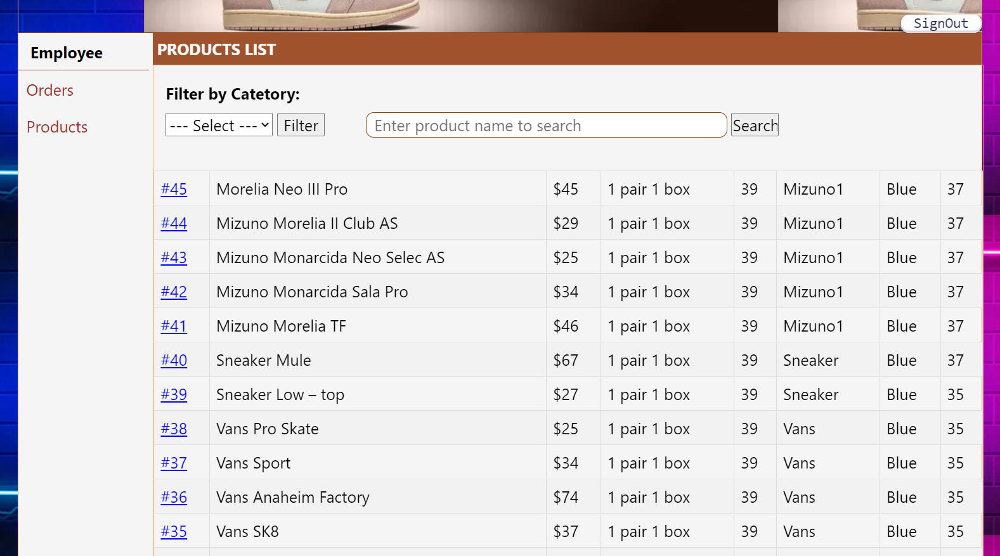 SignOut
Employee
Orders
Products
PRODUCTS LIST
Filter by Catetory:
--- Select --- Filter Enter product name to search Search
#45 Morelia Neo III Pro $45 1 pair 1 box 39 Mizuno1 Blue 37
#44 Mizuno Morelia II Club AS $29 1 pair 1 box 39 Mizuno1 Blue 37
#43 Mizuno Monarcida Neo Selec AS $25 1 pair 1 box 39 Mizuno1 Blue 37
#42 Mizuno Monarcida Sala Pro $34 1 pair 1 box 39 Mizuno1 Blue 37
#41 Mizuno Morelia TF $46 1 pair 1 box 39 Mizuno1 Blue 37
#40 Sneaker Mule $67 1 pair 1 box 39 Sneaker Blue 37
#39 Sneaker Low – top $27 1 pair 1 box 39 Sneaker Blue 35
#38 Vans Pro Skate $25 1 pair 1 box 39 Vans Blue 35
#37 Vans Sport $34 1 pair 1 box 39 Vans Blue 35
#36 Vans Anaheim Factory $74 1 pair 1 box 39 Vans Blue 35
#35 Vans SK8 $37 1 pair 1 box 39 Vans Blue 35